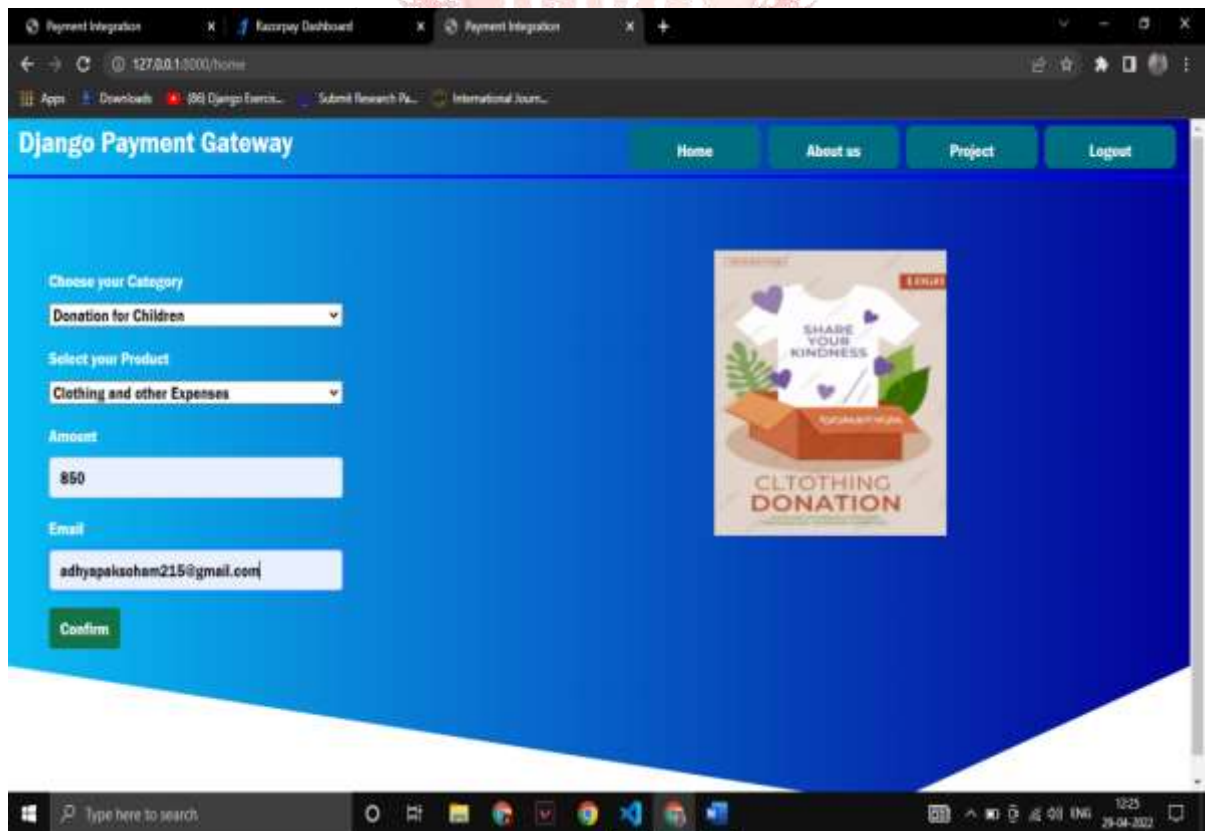 Payment Integration
Razorpay Dashboard
Payment Integration
127.0.0.1:8000/home
Apps
Downloads
(86) Django Exercis...
Submit Research Pa...
International Journ...
Django Payment Gateway
Home
About us
Project
Logout
Choose your Category
Donation for Children
Select your Product
Clothing and other Expenses
Amount
850
Email
adhyapaksoham215@gmail.com
Confirm
SHARE
YOUR
KINDNESS
CLTOTHING
DONATION
Type here to search
ENG
12:25
29-04-2022